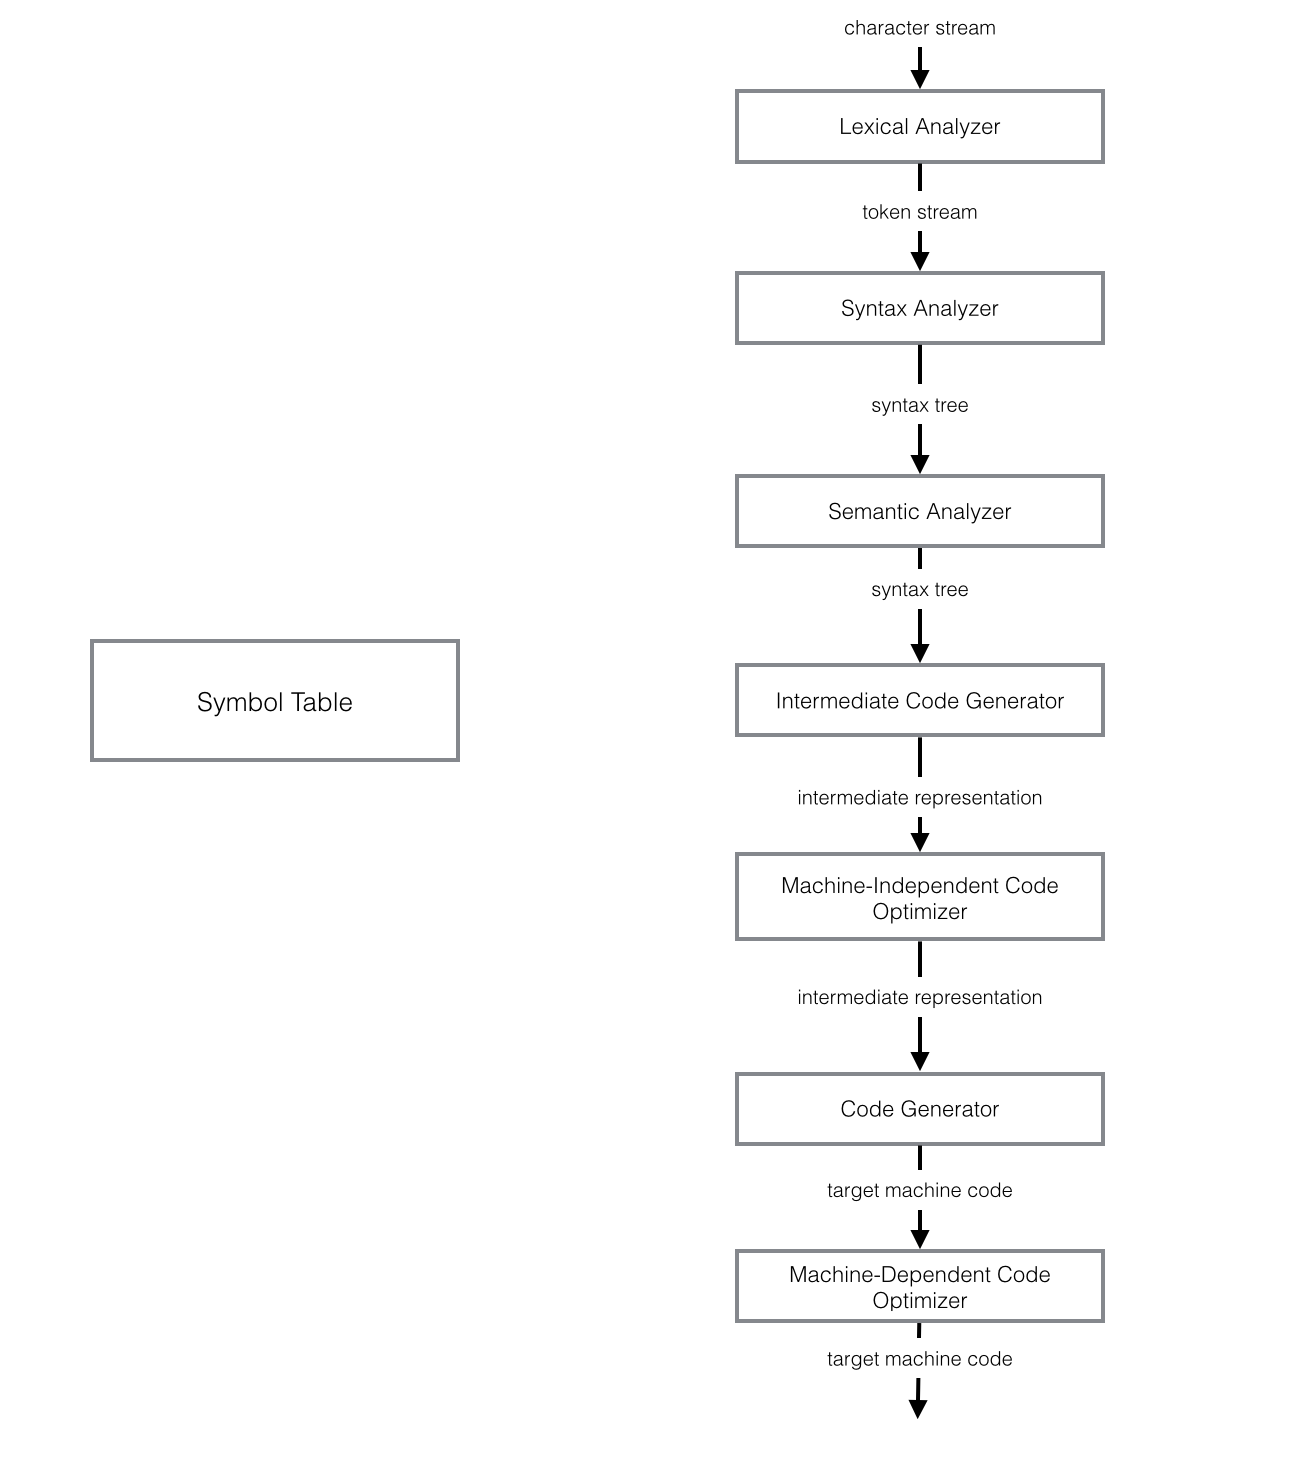 character stream
Lexical Analyzer
token stream
Syntax Analyzer
syntax tree
Semantic Analyzer
syntax tree
Symbol Table
Intermediate Code Generator
intermediate representation
Machine-Independent Code
Optimizer
intermediate representation
Code Generator
target machine code
Machine-Dependent Code
Optimizer
target machine code